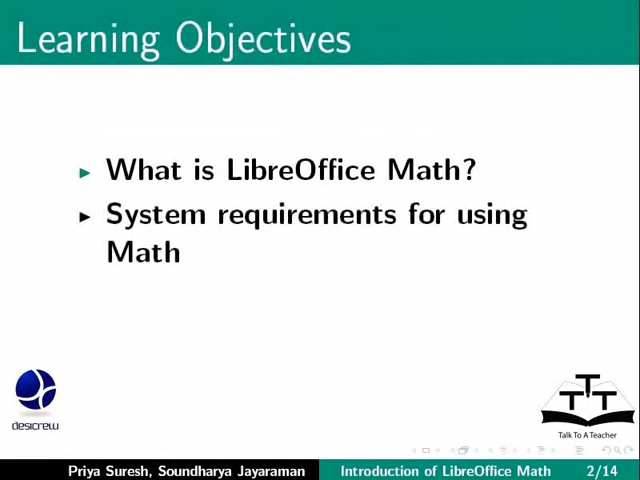 Learning Objectives
What is LibreOffice Math?
System requirements for using
Math
desicrew
TTT
Talk To A Teacher
Priya Suresh, Soundharya Jayaraman
Introduction of LibreOffice Math
2/14